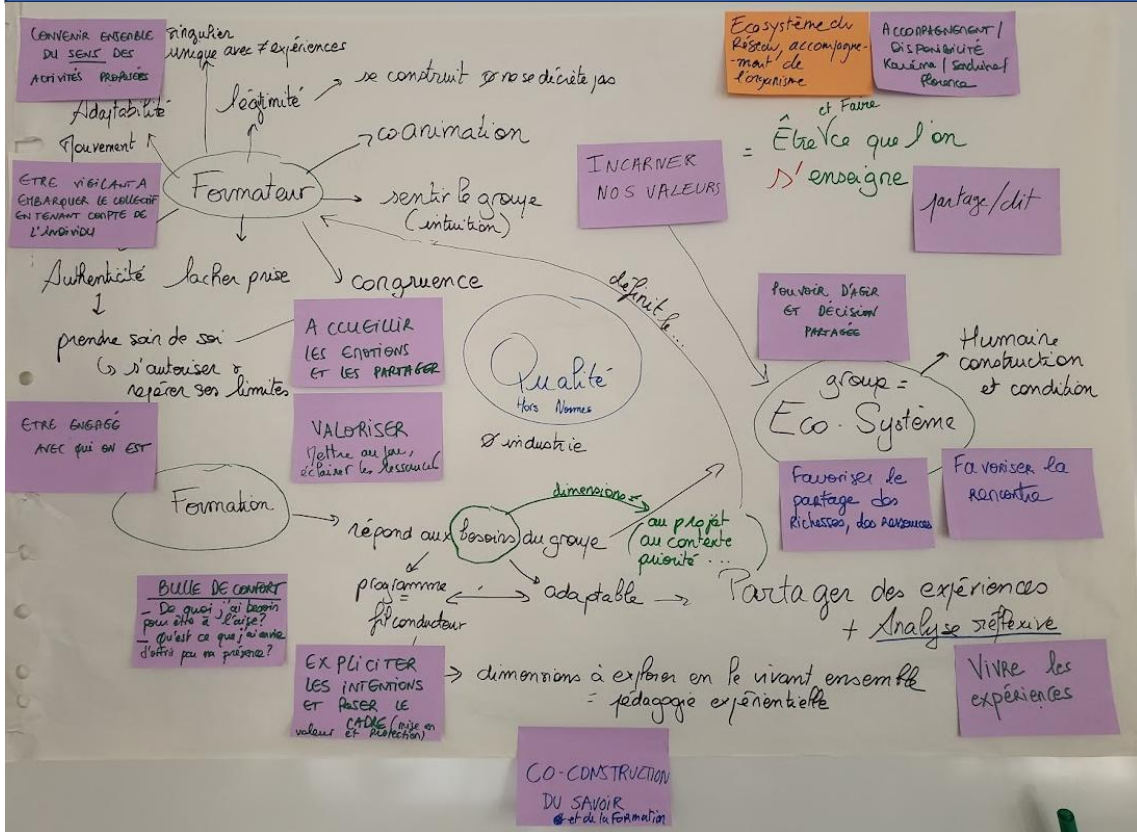 CONVENIR ENSEMBLE
DU SENS DES
ACTIVITÉS PROPOSÉES
singulier
unique avec ≠ expériences
Adaptabilité
Mouvement
légitimité
se construit ne se décrète pas
coanimation
Formateur
sentir le groupe
(intuition)
congruence
lacher prise
ETRE VIGILANT A
EMBARQUER LE COLLECTIF
EN TENANT COMPTE DE
L'INDIVIDU
Authenticité
prendre soin de soi
s'autoriser
repérer ses limites
ACCUEILLIR
LES EMOTIONS
ET LES PARTAGER
VALORISER
Mettre au jour,
éclairer les ressources
ETRE ENGAGÉ
AVEC QUI ON EST
Qualité
Hors Normes
Ø industrie
Ecosystème du
Réseau, accompagne-
-ment de
l'organisme
ACCOMPAGNEMENT /
DISPONIBILITÉ
Florence
INCARNER
NOS VALEURS
et Faire
= Être ce que l'on
s' enseigne
partage/dit
définit le...
POUVOIR D'AGIR
ET DÉCISION
PARTAGÉE
group =
Eco-Système
Humaine
construction
et condition
Favoriser le
partage des
Richesses, des Ressources
Favoriser la
rencontre
Formation
répond aux besoins du groupe
dimensions =
au projet
au contexte
priorité ...
programme
=
fil conducteur
adaptable
Partager des expériences
+ Analyse réflexive
BULLE DE CONFORT
- De quoi j'ai besoin
pour être à l'aise?
- Qu'est ce que j'ai envie
d'offrir par ma présence?
EXPLICITER
LES INTENTIONS
ET POSER LE
CADRE (mise en
valeur et protection)
dimensions à explorer en le vivant ensemble
= pédagogie expérientielle
Vivre les
expériences
CO-CONSTRUCTION
DU SAVOIR
et de la Formation